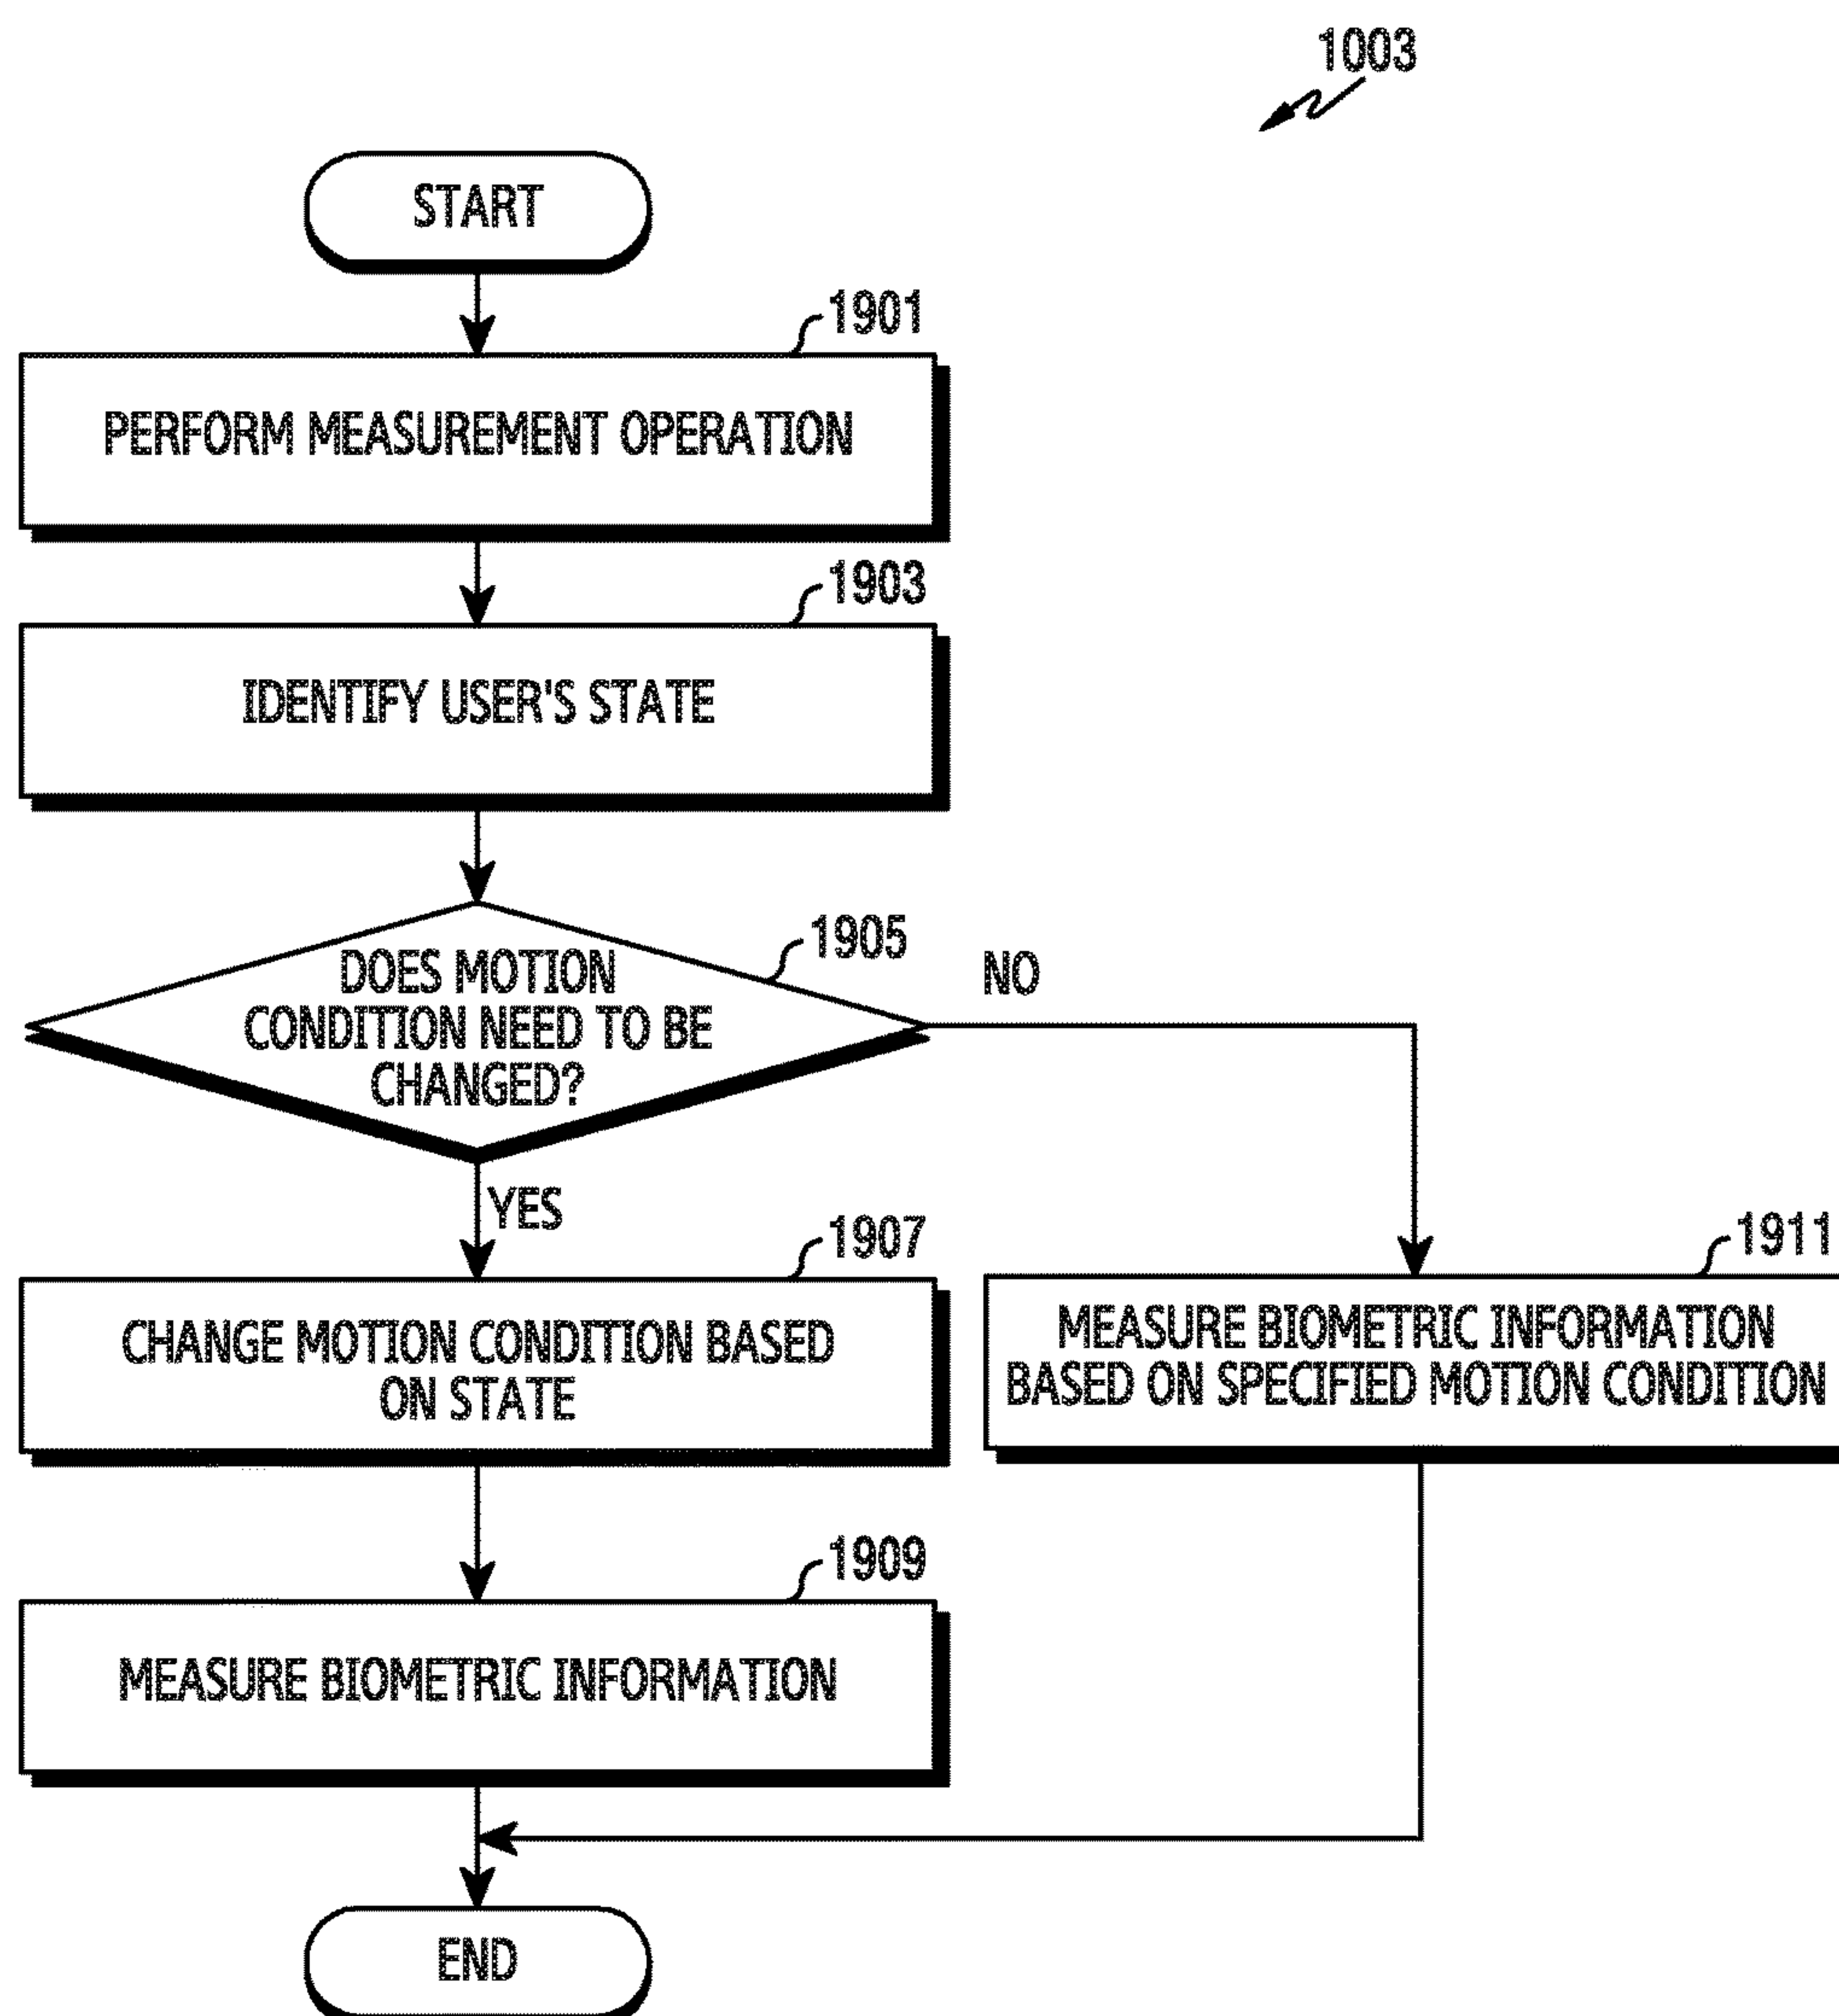 1003
START
1901
PERFORM MEASUREMENT OPERATION
1903
IDENTIFY USER'S STATE
1905
DOES MOTION
CONDITION NEED TO BE
CHANGED?
NO
YES
1907
CHANGE MOTION CONDITION BASED
ON STATE
1911
MEASURE BIOMETRIC INFORMATION
BASED ON SPECIFIED MOTION CONDITION
1909
MEASURE BIOMETRIC INFORMATION
END